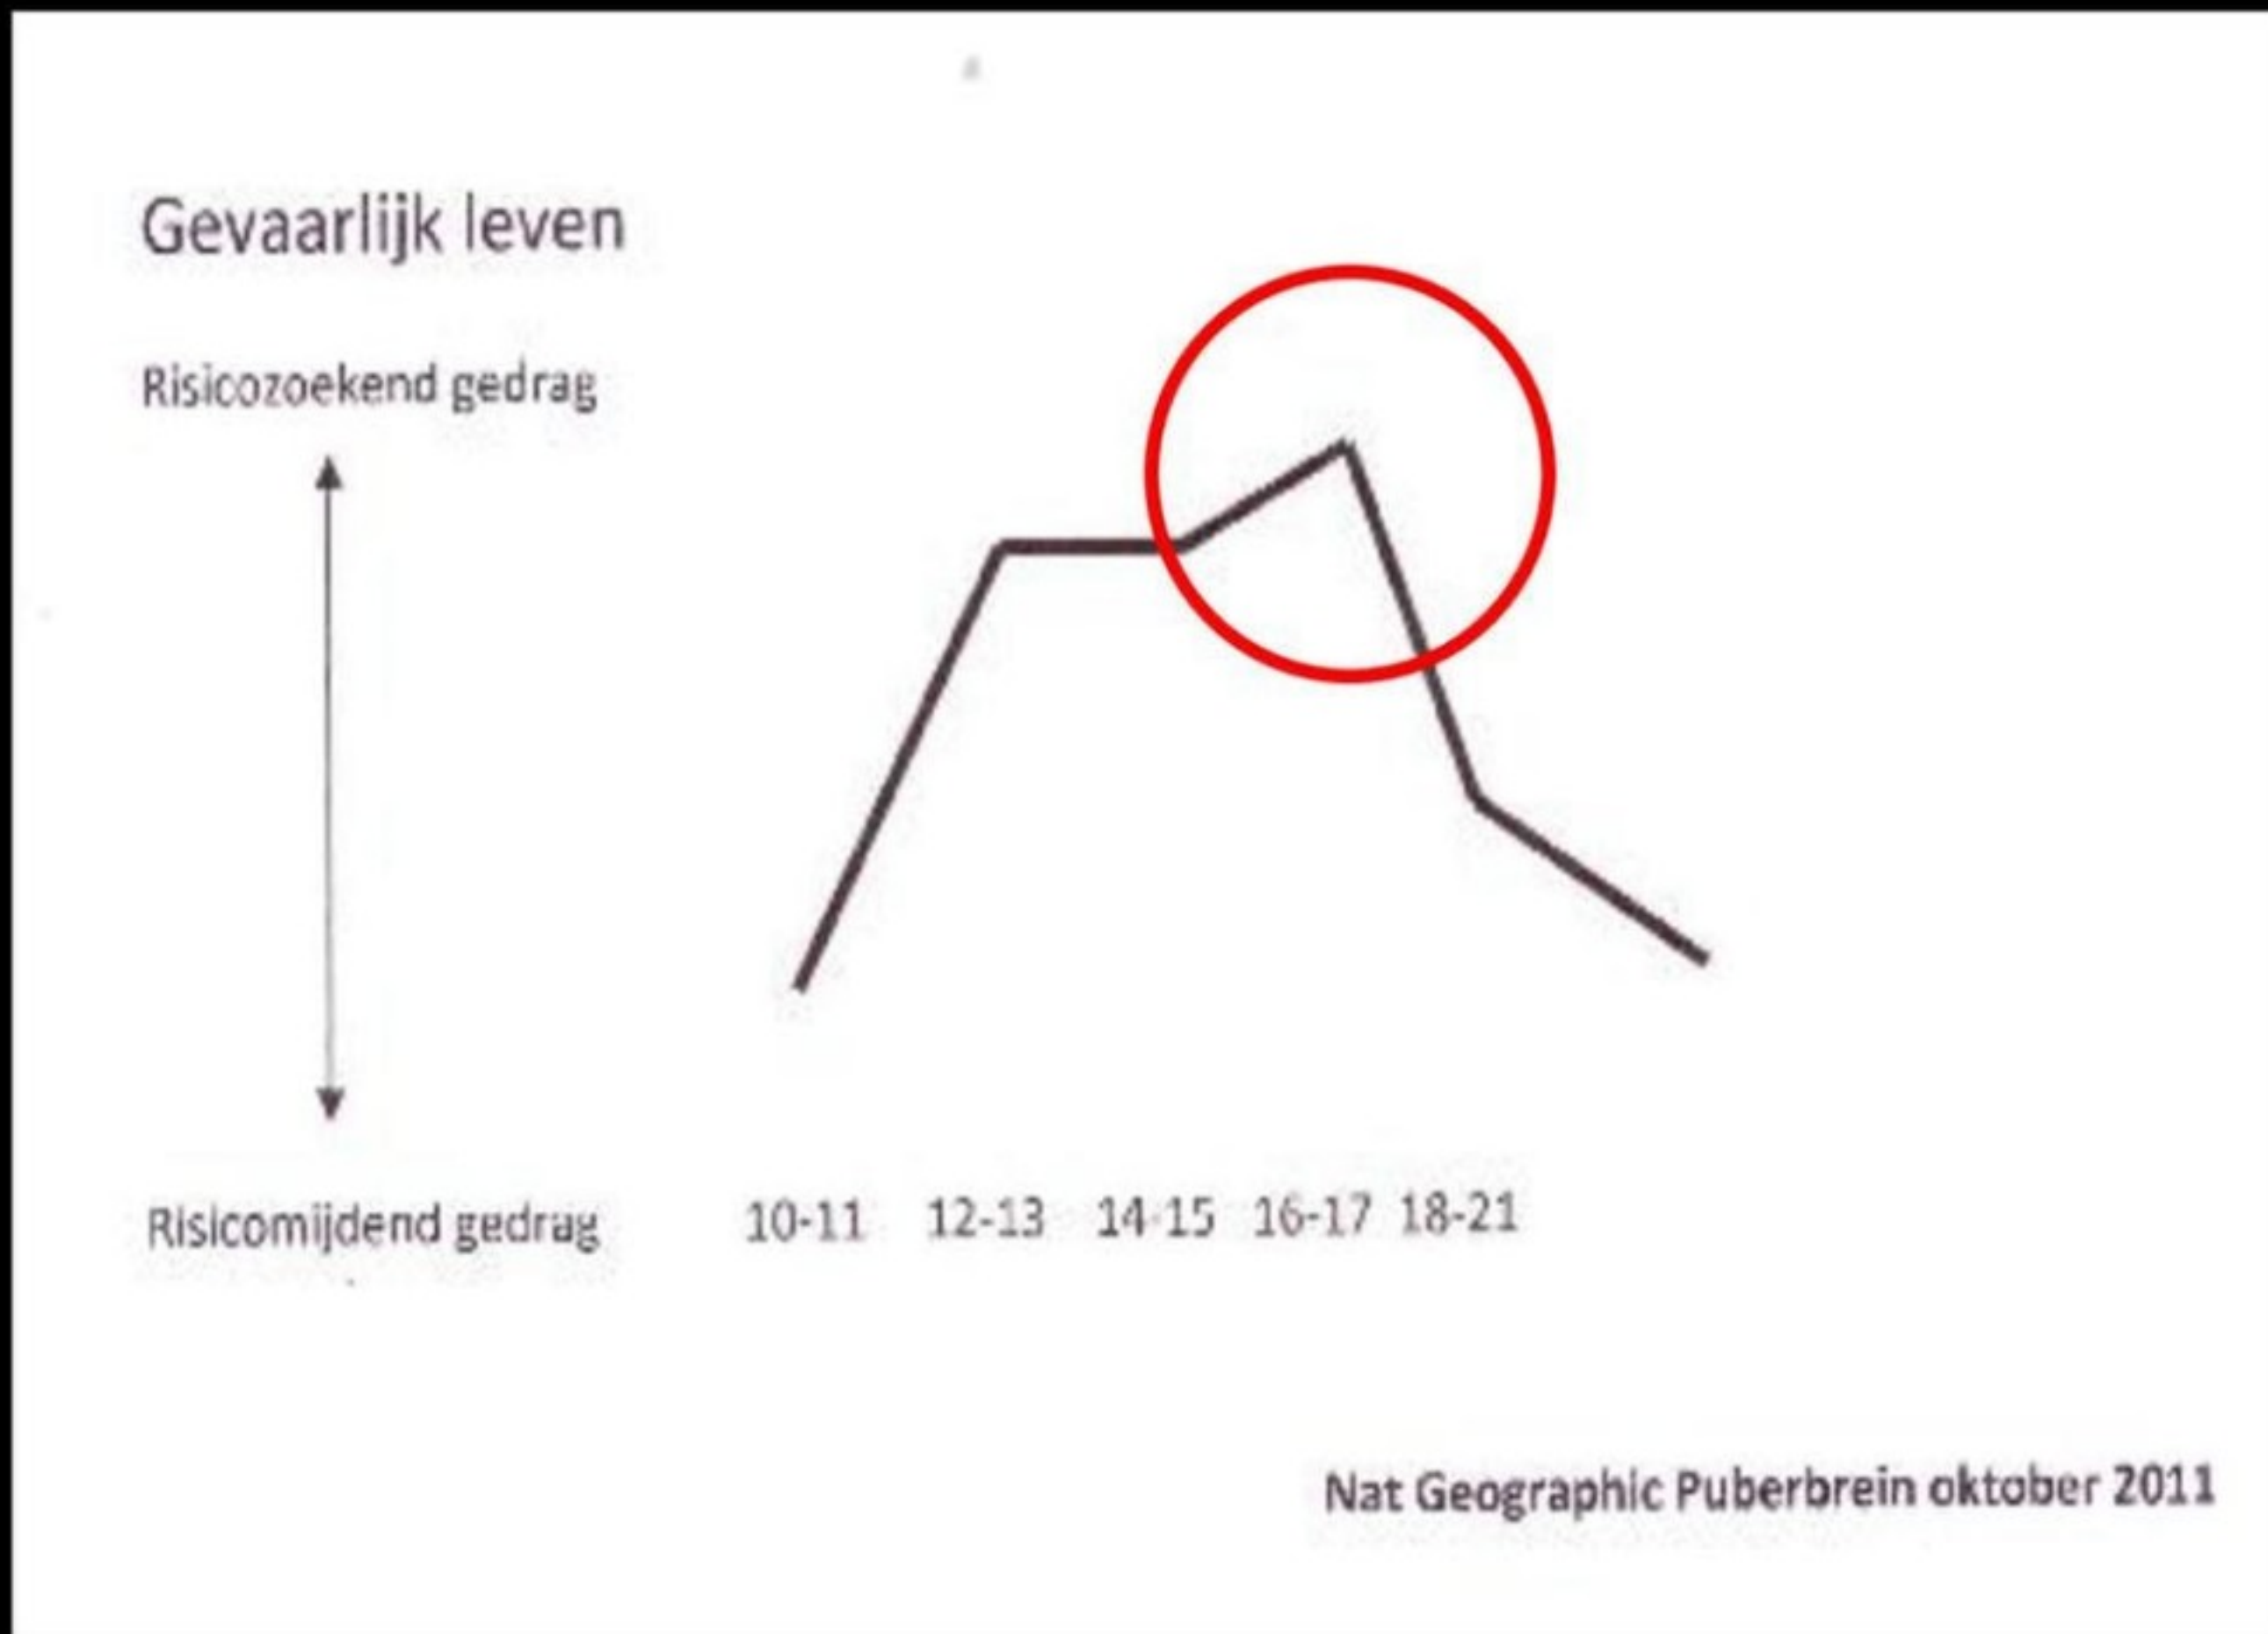 Gevaarlijk leven
Risicozoekend gedrag
Risicomijdend gedrag
10-11 12-13 14-15 16-17 18-21
Nat Geographic Puberbrein oktober 2011